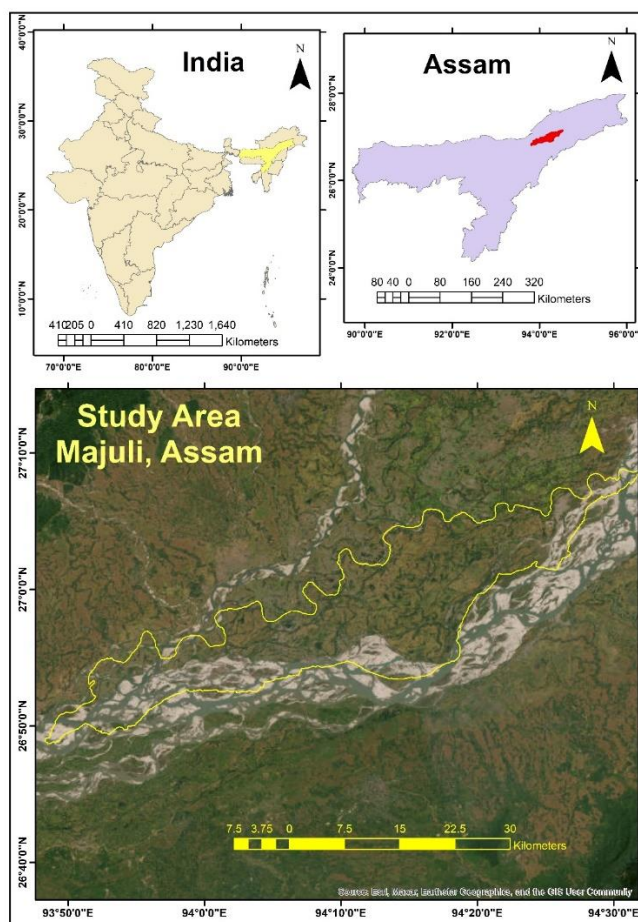 India
N
40°0'0"N
30°0'0"N
20°0'0"N
10°0'0"N
410 205 0 410 820 1,230 1,640
Kilometers
70°0'0"E 80°0'0"E 90°0'0"E
Assam
N
28°0'0"N
26°0'0"N
24°0'0"N
80 40 0 80 160 240 320
Kilometers
90°0'0"E 92°0'0"E 94°0'0"E 96°0'0"E
Study Area
Majuli, Assam
N
27°10'0"N
27°0'0"N
26°50'0"N
26°40'0"N
7.5 3.75 0 7.5 15 22.5 30
Kilometers
Source: Esri, Maxar, Earthstar Geographics, and the GIS User Community
93°50'0"E 94°0'0"E 94°10'0"E 94°20'0"E 94°30'0"E